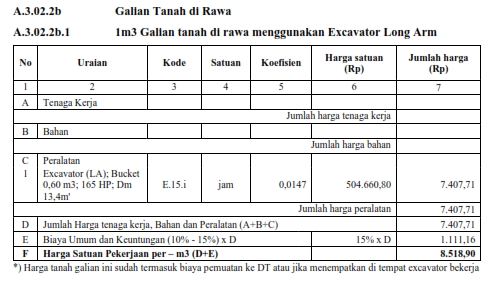 A.3.02.2b Galian Tanah di Rawa
A.3.02.2b.1 1m3 Galian tanah di rawa menggunakan Excavator Long Arm
No Uraian Kode Satuan Koefisien Harga satuan (Rp) Jumlah harga (Rp)
1 2 3 4 5 6 7
A Tenaga Kerja
Jumlah harga tenaga kerja
B Bahan
Jumlah harga bahan
C Peralatan
1 Excavator (LA); Bucket
0,60 m3; 165 HP; Dm E.15.i jam 0,0147 504.660,80 7.407,71
13,4m'
Jumlah harga peralatan 7.407,71
D Jumlah Harga tenaga kerja, Bahan dan Peralatan (A+B+C) 7.407,71
E Biaya Umum dan Keuntungan (10% - 15%) x D 15% x D 1.111,16
F Harga Satuan Pekerjaan per – m3 (D+E) 8.518,90
*) Harga tanah galian ini sudah termasuk biaya pemuatan ke DT atau jika menempatkan di tempat excavator bekerja